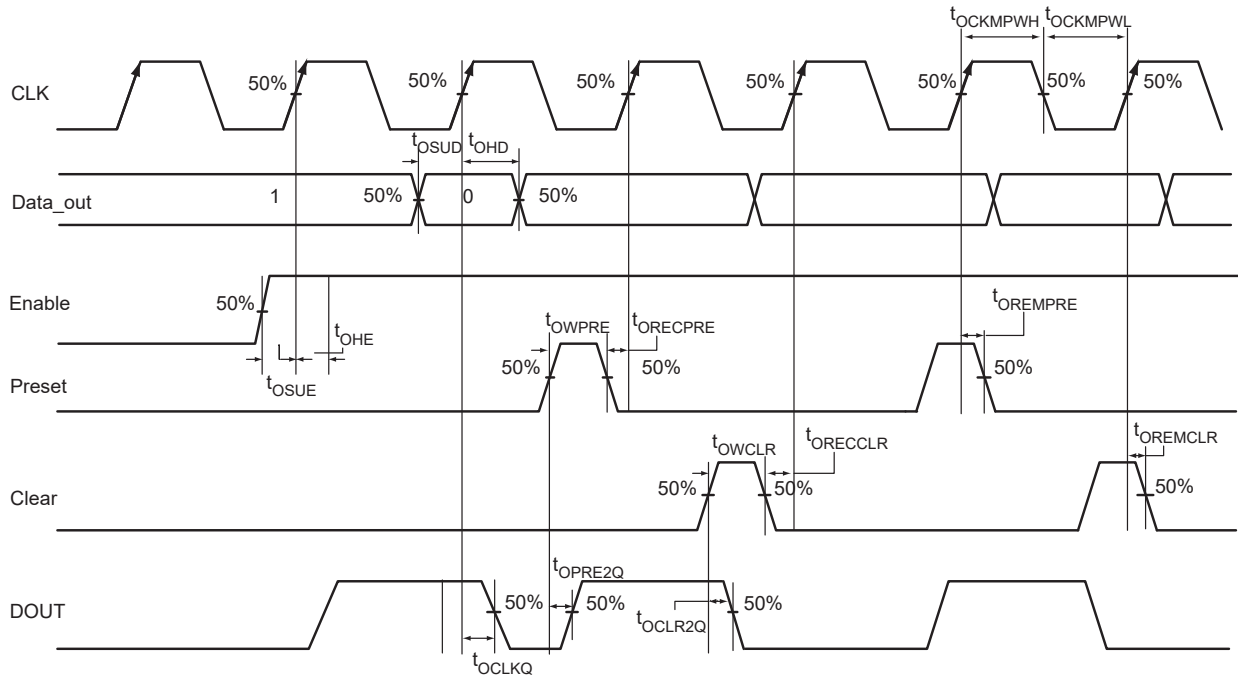 tOCKMPWH tOCKMPWL
CLK
50% 50% 50% 50% 50% 50% 50%
tOSUD tOHD
Data_out
1 50% 0 50%
Enable
50%
tOHE
tOSUE
tOWPRE tORECPRE
tOREMPRE
Preset
50% 50% 50%
tOWCLR tORECCLR
tOREMCLR
Clear
50% 50% 50%
tOPRE2Q
DOUT
50% 50% 50%
tOCLR2Q
tOCLKQ